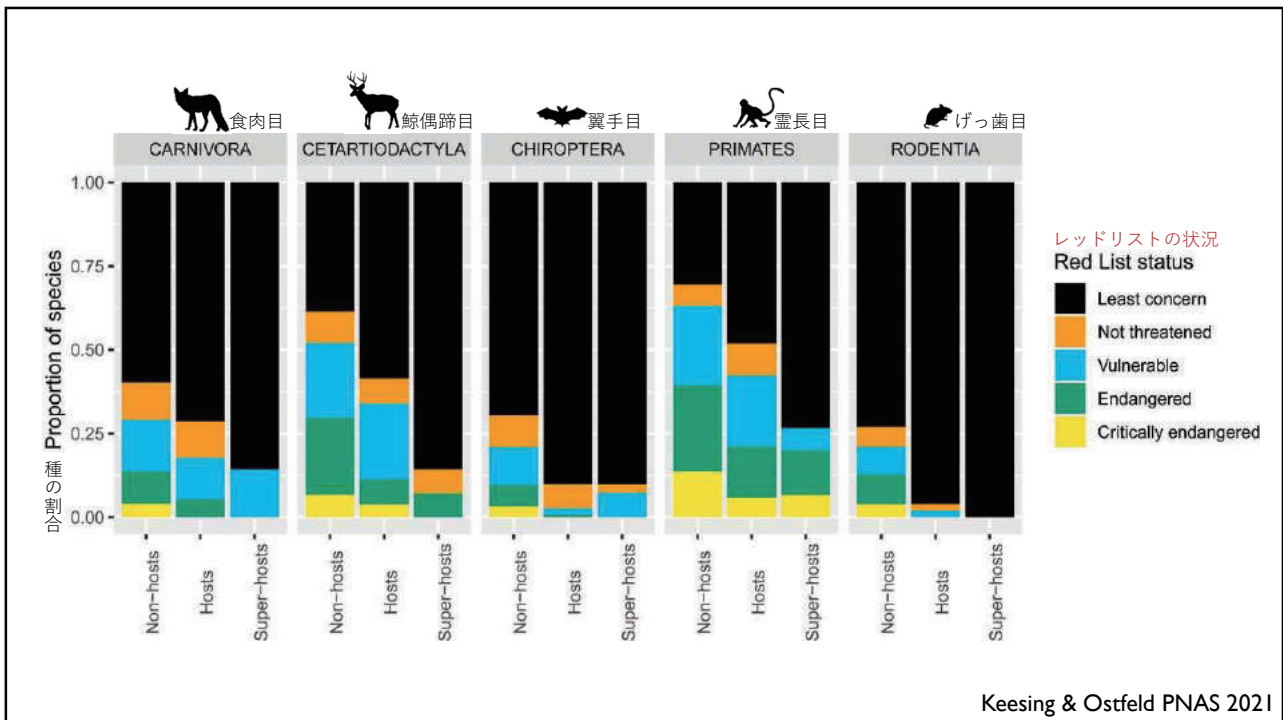 食肉目
鯨偶蹄目
翼手目
霊長目
げっ歯目
CARNIVORA
CETARTIODACTYLA
CHIROPTERA
PRIMATES
RODENTIA
1.00
0.75
0.50
0.25
0.00
Proportion of species
種の割合
Non-hosts
Hosts
Super-hosts
Non-hosts
Hosts
Super-hosts
Non-hosts
Hosts
Super-hosts
Non-hosts
Hosts
Super-hosts
Non-hosts
Hosts
Super-hosts
レッドリストの状況
Red List status
Least concern
Not threatened
Vulnerable
Endangered
Critically endangered
Keesing & Ostfeld PNAS 2021